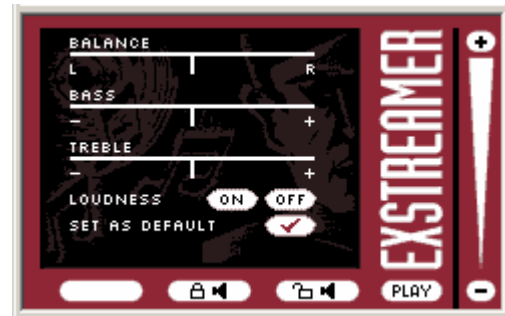 BALANCE
L R
BASS
- +
TREBLE
- +
LOUDNESS ON OFF
SET AS DEFAULT
EXSTREAMER
+
-
PLAY